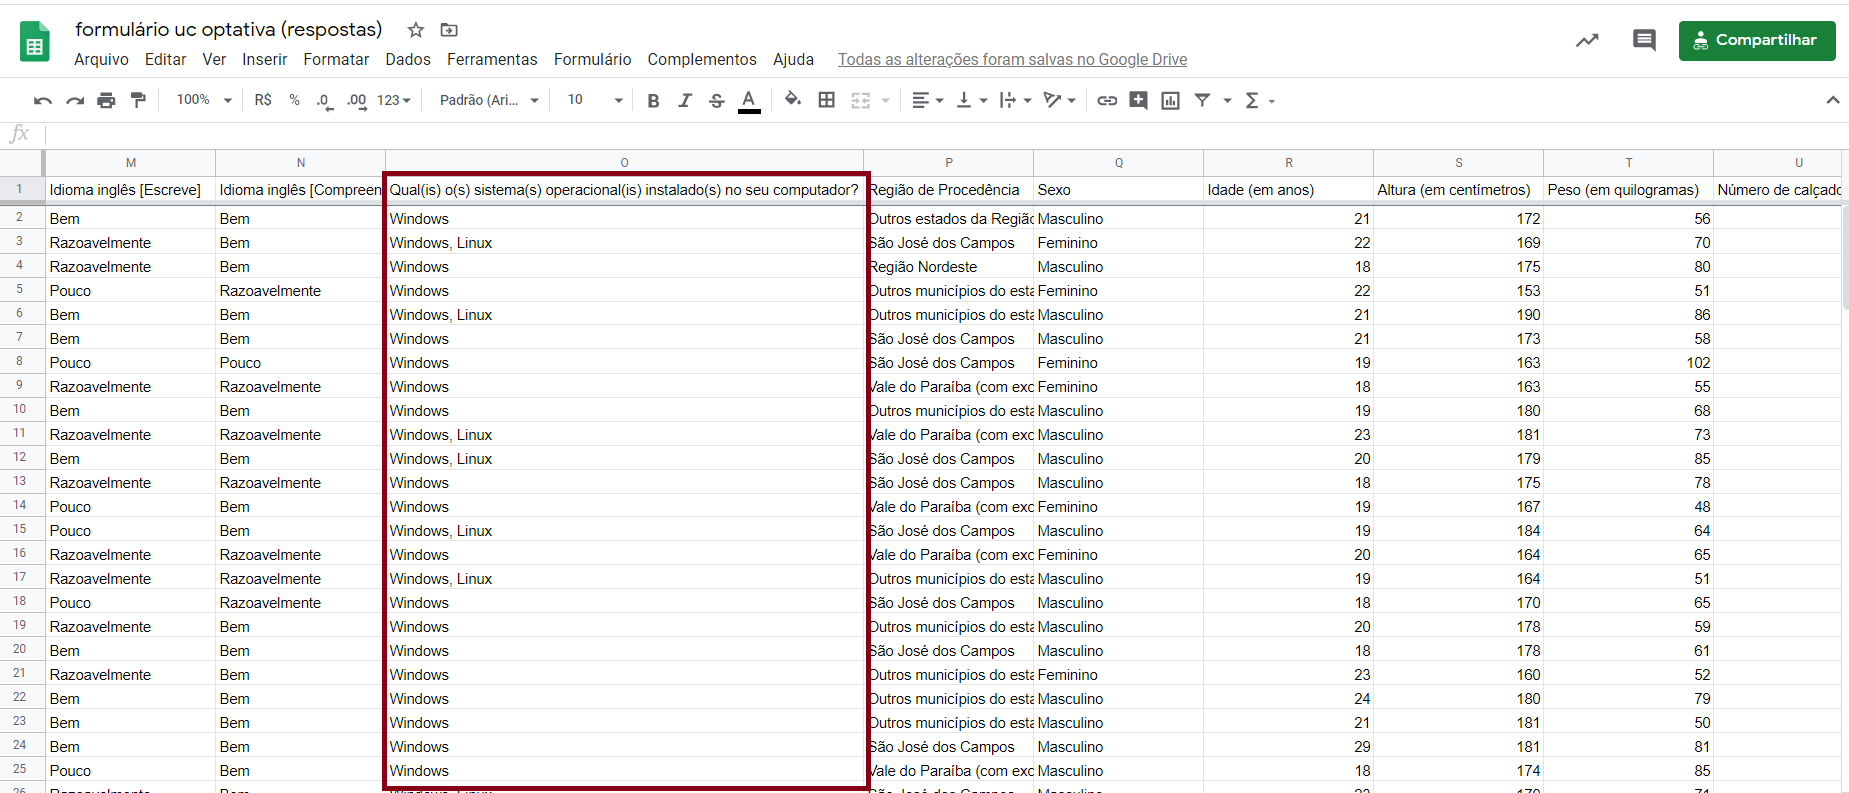 formulário uc optativa (respostas)
Arquivo Editar Ver Inserir Formatar Dados Ferramentas Formulário Complementos Ajuda Todas as alterações foram salvas no Google Drive
Compartilhar
100% R$ % .0 .00 123 Padrão (Ari... 10 B I S A Σ
fx
M N O P Q R S T U
1 Idioma inglês [Escreve] Idioma inglês [Compreen Qual(is) o(s) sistema(s) operacional(is) instalado(s) no seu computador? Região de Procedência Sexo Idade (em anos) Altura (em centímetros) Peso (em quilogramas) Número de calçado
2 Bem Bem Windows Outros estados da Região Masculino 21 172 56
3 Razoavelmente Bem Windows, Linux São José dos Campos Feminino 22 169 70
4 Razoavelmente Bem Windows Região Nordeste Masculino 18 175 80
5 Pouco Razoavelmente Windows Outros municípios do esta Feminino 22 153 51
6 Bem Bem Windows, Linux Outros municípios do esta Masculino 21 190 86
7 Bem Bem Windows São José dos Campos Masculino 21 173 58
8 Pouco Pouco Windows São José dos Campos Feminino 19 163 102
9 Razoavelmente Razoavelmente Windows Vale do Paraíba (com exc Feminino 18 163 55
10 Bem Bem Windows Outros municípios do esta Masculino 19 180 68
11 Razoavelmente Razoavelmente Windows, Linux Vale do Paraíba (com exc Masculino 23 181 73
12 Bem Bem Windows, Linux São José dos Campos Masculino 20 179 85
13 Razoavelmente Razoavelmente Windows São José dos Campos Masculino 18 175 78
14 Pouco Bem Windows Vale do Paraíba (com exc Feminino 19 167 48
15 Pouco Bem Windows, Linux São José dos Campos Masculino 19 184 64
16 Razoavelmente Razoavelmente Windows Vale do Paraíba (com exc Feminino 20 164 65
17 Razoavelmente Razoavelmente Windows, Linux Outros municípios do esta Masculino 19 164 51
18 Pouco Razoavelmente Windows São José dos Campos Masculino 18 170 65
19 Razoavelmente Bem Windows Outros municípios do esta Masculino 20 178 59
20 Bem Bem Windows São José dos Campos Masculino 18 178 61
21 Razoavelmente Bem Windows Outros municípios do esta Feminino 23 160 52
22 Bem Bem Windows Outros municípios do esta Masculino 24 180 79
23 Bem Bem Windows Outros municípios do esta Masculino 21 181 50
24 Bem Bem Windows São José dos Campos Masculino 29 181 81
25 Pouco Bem Windows Vale do Paraíba (com exc Masculino 18 174 85